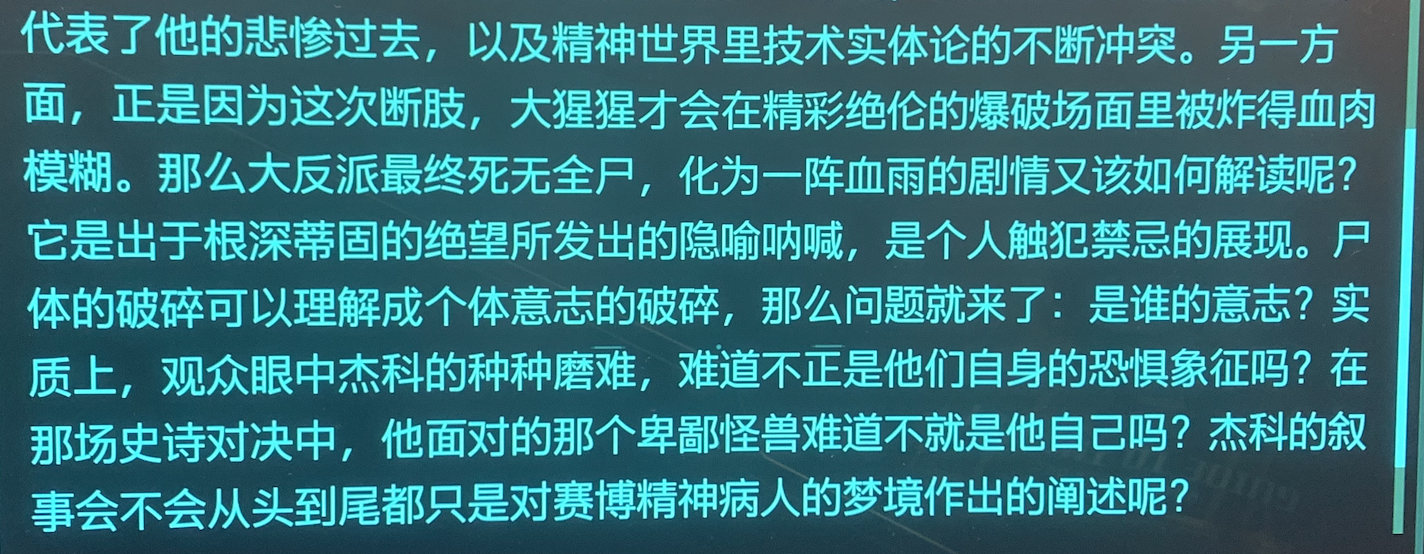 代表了他的悲惨过去，以及精神世界里技术实体论的不断冲突。另一方
面，正是因为这次断肢，大猩猩才会在精彩绝伦的爆破场面里被炸得血肉
模糊。那么大反派最终死无全尸，化为一阵血雨的剧情又该如何解读呢？
它是出于根深蒂固的绝望所发出的隐喻呐喊，是个人触犯禁忌的展现。尸
体的破碎可以理解成个体意志的破碎，那么问题就来了：是谁的意志？实
质上，观众眼中杰科的种种磨难，难道不正是他们自身的恐惧象征吗？在
那场史诗对决中，他面对的那个卑鄙怪兽难道不就是他自己吗？杰科的叙
事会不会从头到尾都只是对赛博精神病人的梦境作出的阐述呢？